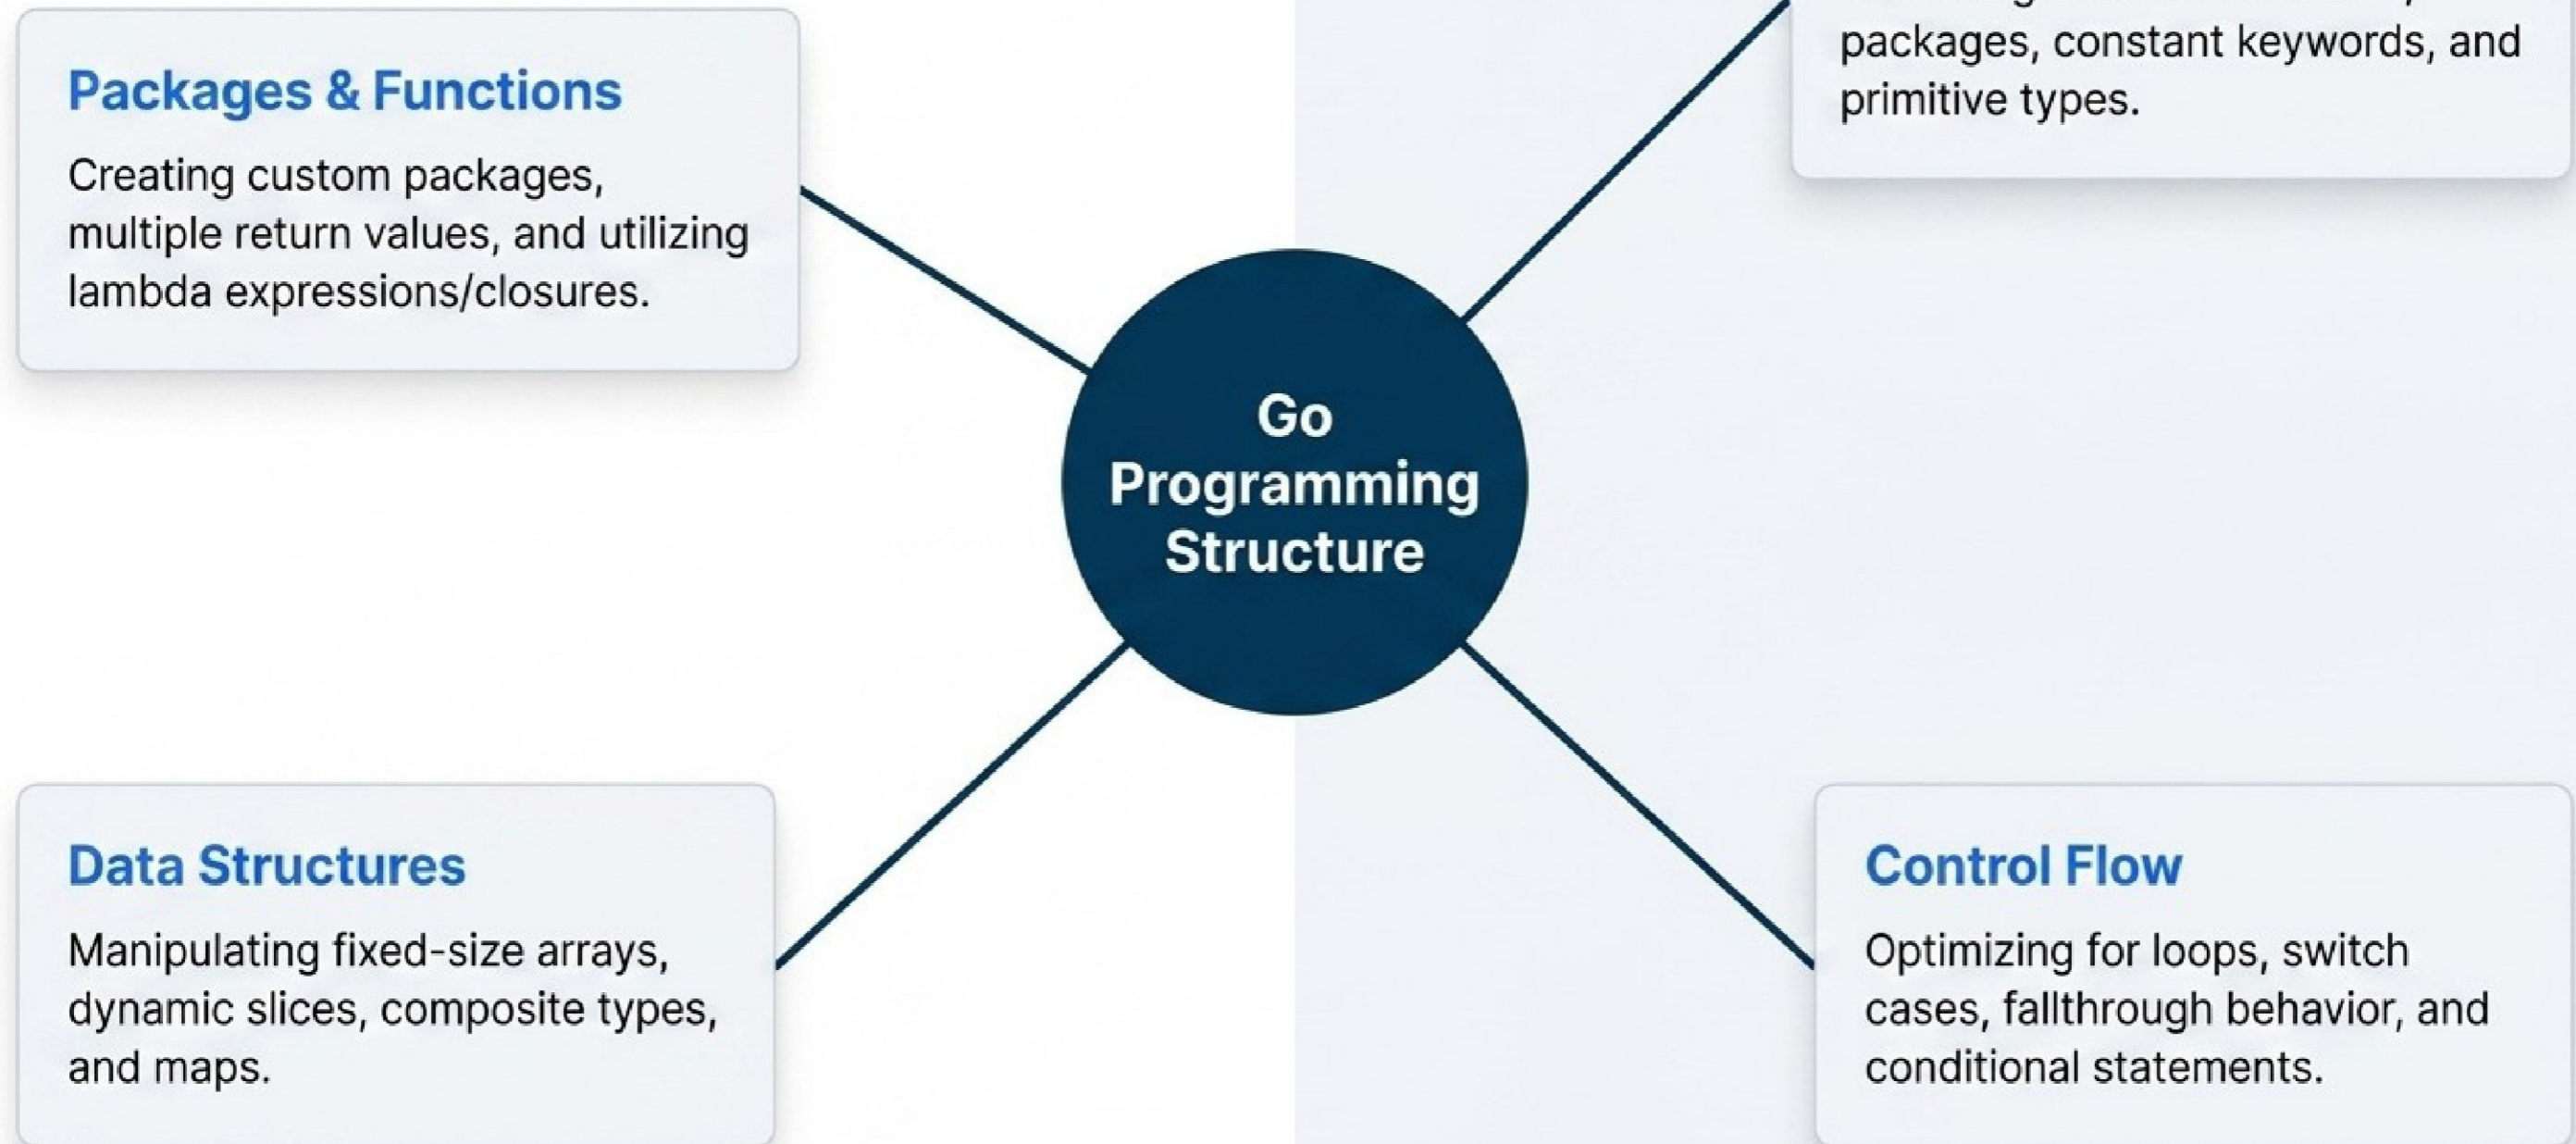 Packages & Functions
Creating custom packages,
multiple return values, and utilizing
lambda expressions/closures.
packages, constant keywords, and
primitive types.
Go
Programming
Structure
Data Structures
Manipulating fixed-size arrays,
dynamic slices, composite types,
and maps.
Control Flow
Optimizing for loops, switch
cases, fallthrough behavior, and
conditional statements.